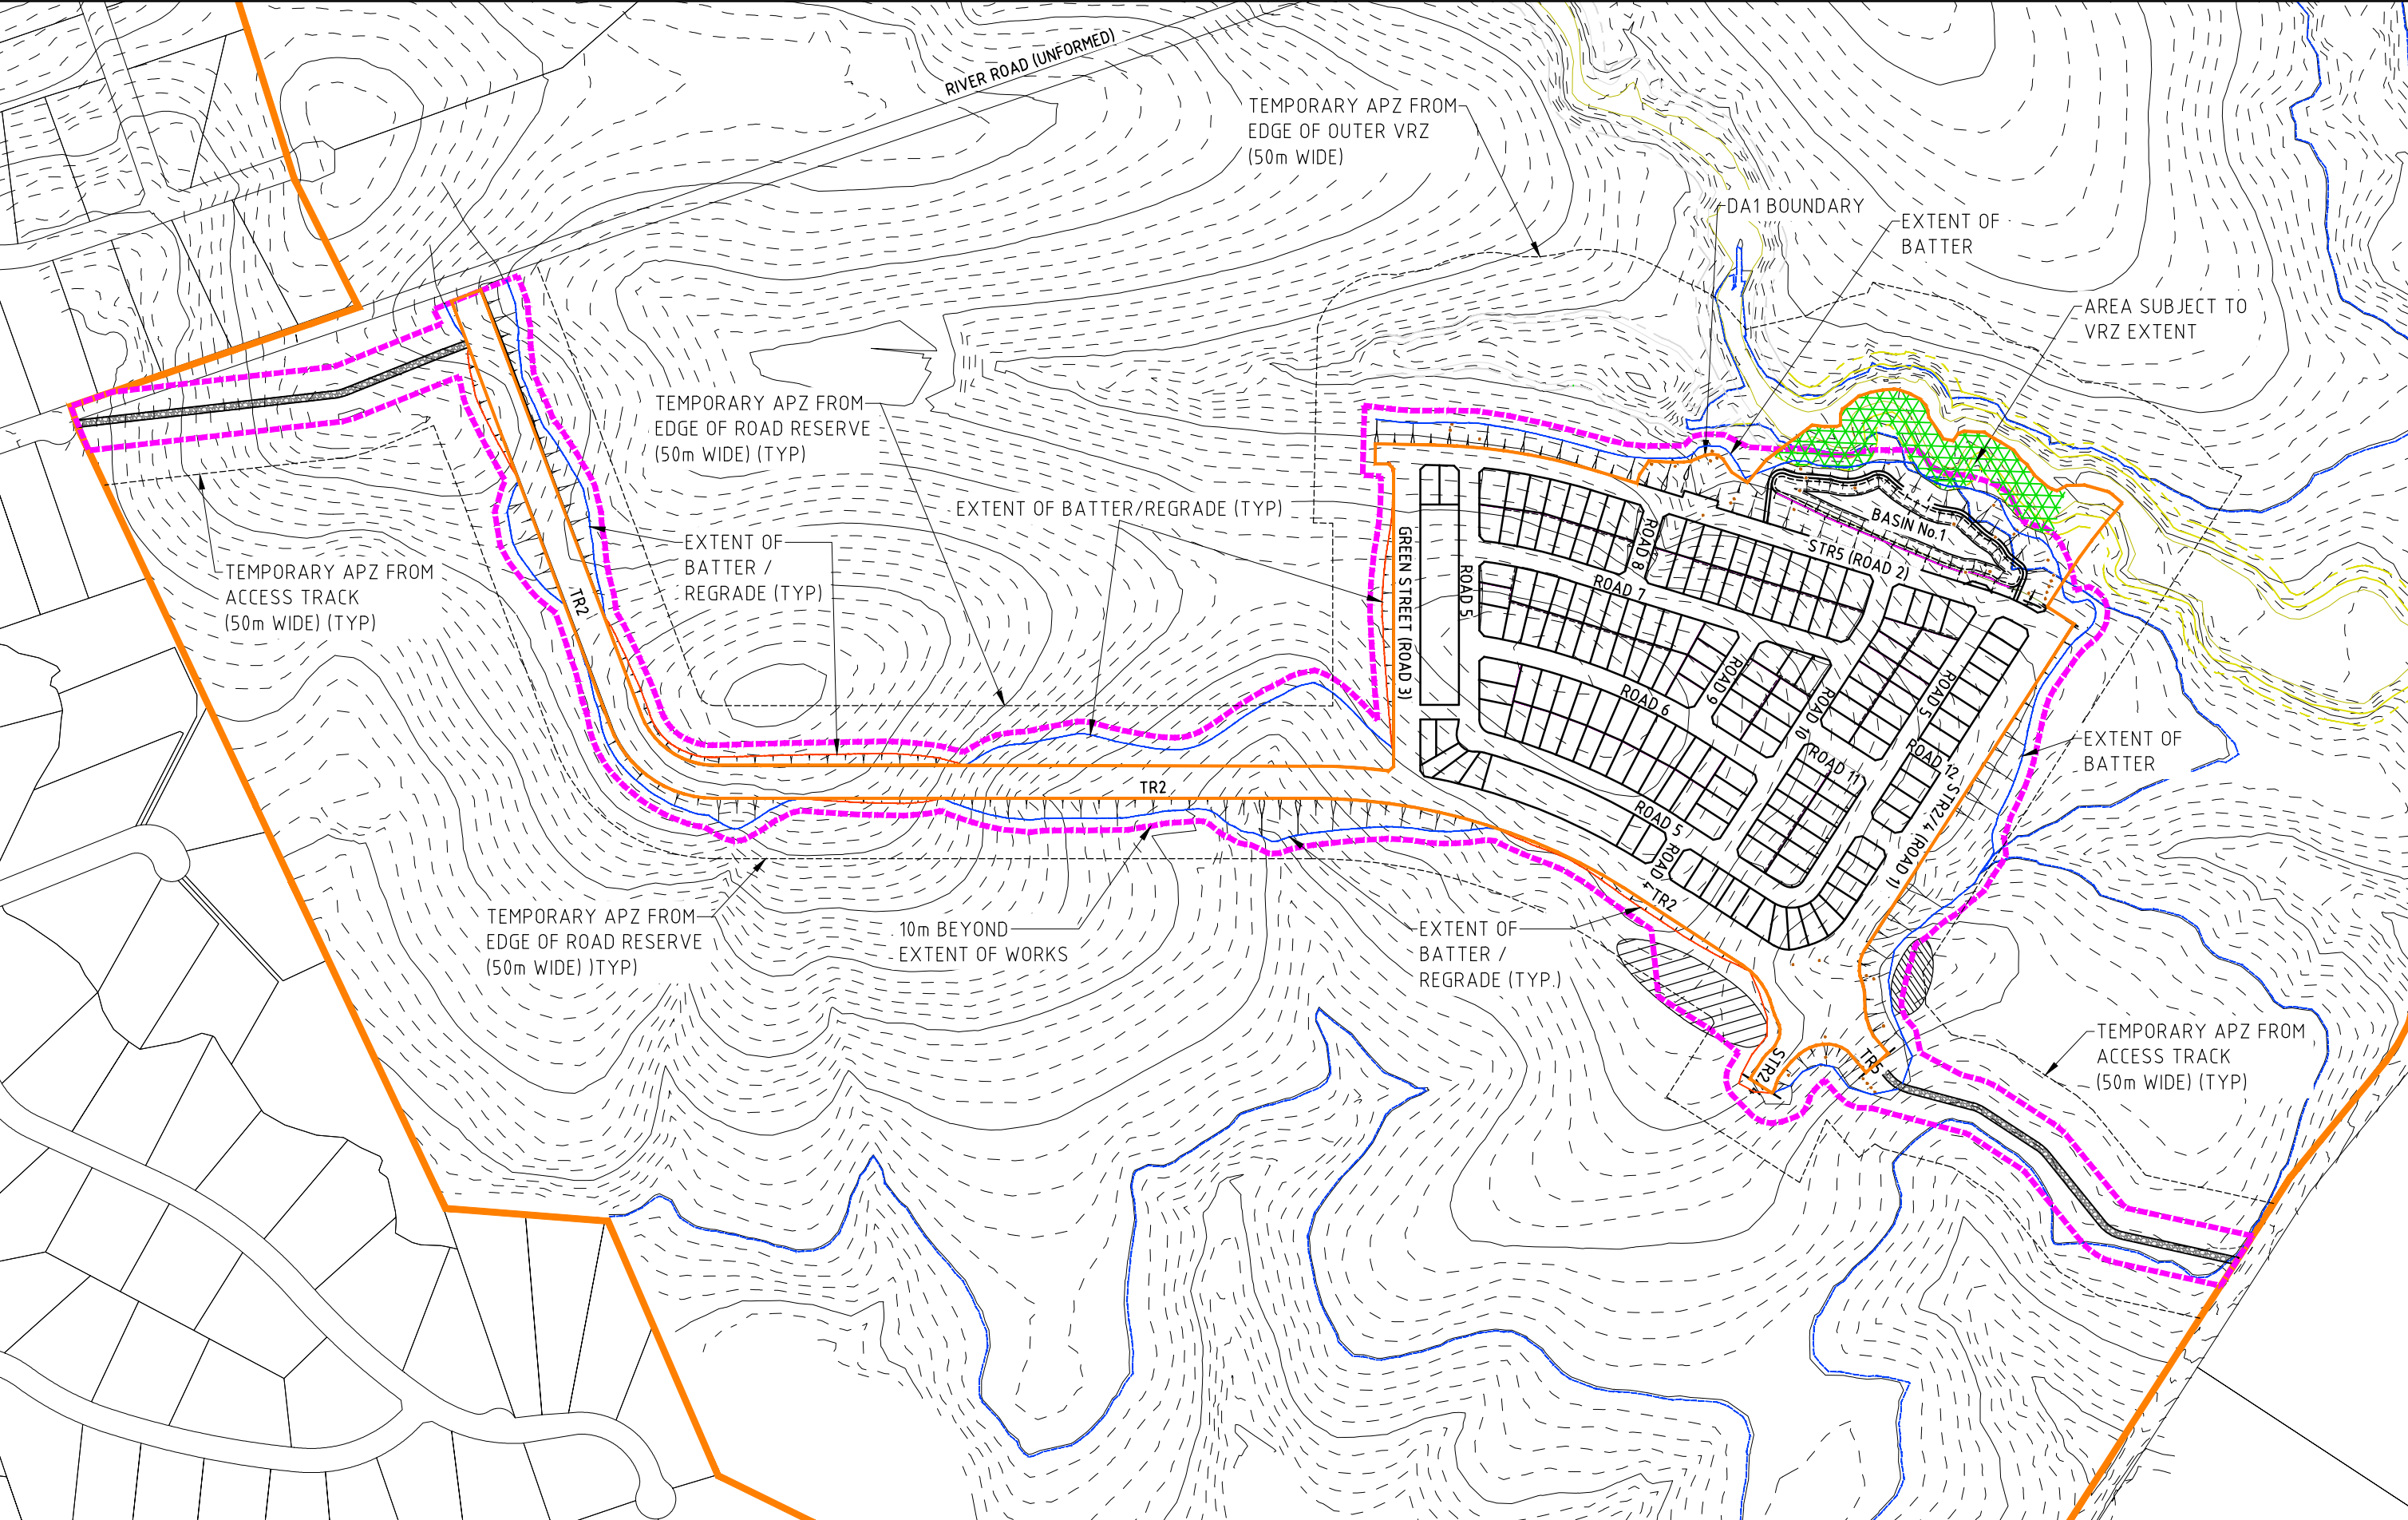 RIVER ROAD (UNFORMED)
TEMPORARY APZ FROM
EDGE OF OUTER VRZ
(50m WIDE)
DA1 BOUNDARY
EXTENT OF
BATTER
AREA SUBJECT TO
VRZ EXTENT
TEMPORARY APZ FROM
EDGE OF ROAD RESERVE
(50m WIDE) (TYP)
EXTENT OF BATTER/REGRADE (TYP)
EXTENT OF
BATTER /
REGRADE (TYP)
TEMPORARY APZ FROM
ACCESS TRACK
(50m WIDE) (TYP)
TR2
GREEN STREET (ROAD 3)
ROAD 5
ROAD 8
BASIN No.1
STR5 (ROAD 2)
ROAD 7
ROAD 6
ROAD 9
ROAD 10
ROAD 5
ROAD 11
ROAD 12
STR2/4 (ROAD 1)
EXTENT OF
BATTER
TR2
ROAD 5
ROAD 4
TR2
TEMPORARY APZ FROM
EDGE OF ROAD RESERVE
(50m WIDE) )TYP)
10m BEYOND
EXTENT OF WORKS
EXTENT OF
BATTER /
REGRADE (TYP.)
TEMPORARY APZ FROM
ACCESS TRACK
(50m WIDE) (TYP)
TR5